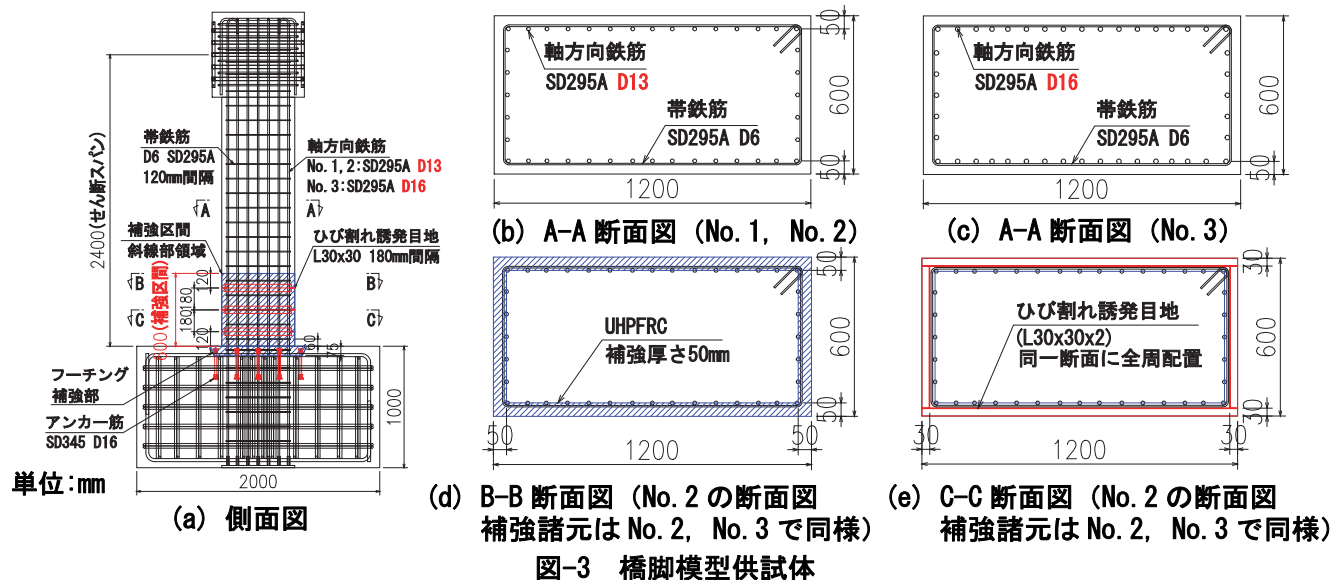 帯鉄筋
D6 SD295A
120mm間隔
軸方向鉄筋
No.1,2:SD295A D13
No.3:SD295A D16
A
A
2400(せん断スパン)
補強区間
斜線部領域
ひび割れ誘発目地
L30x30 180mm間隔
B
B
C
C
600(補強区間)
120
180
180
120
60
75
フーチング
補強部
アンカー筋
SD345 D16
1000
2000
単位:mm
(a) 側面図
軸方向鉄筋
SD295A D13
帯鉄筋
SD295A D6
50
600
50
1200
(b) A-A 断面図 (No.1, No.2)
軸方向鉄筋
SD295A D16
帯鉄筋
SD295A D6
600
50
1200
(c) A-A 断面図 (No.3)
UHPFRC
補強厚さ50mm
50
600
50
50
1200
50
(d) B-B 断面図 (No.2 の断面図
補強諸元は No.2, No.3 で同様)
ひび割れ誘発目地
(L30x30x2)
同一断面に全周配置
30
600
30
30
1200
30
(e) C-C 断面図 (No.2 の断面図
補強諸元は No.2, No.3 で同様)
図-3 橋脚模型供試体